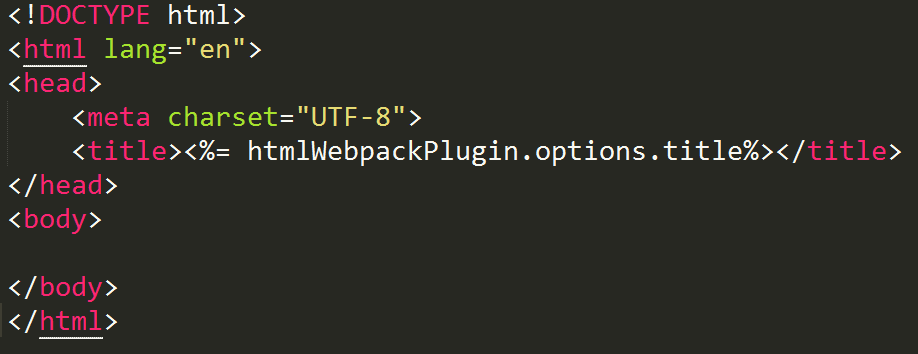 <!DOCTYPE html>
<html lang="en">
<head>
    <meta charset="UTF-8">
    <title><%= htmlWebpackPlugin.options.title%></title>
</head>
<body>

</body>
</html>